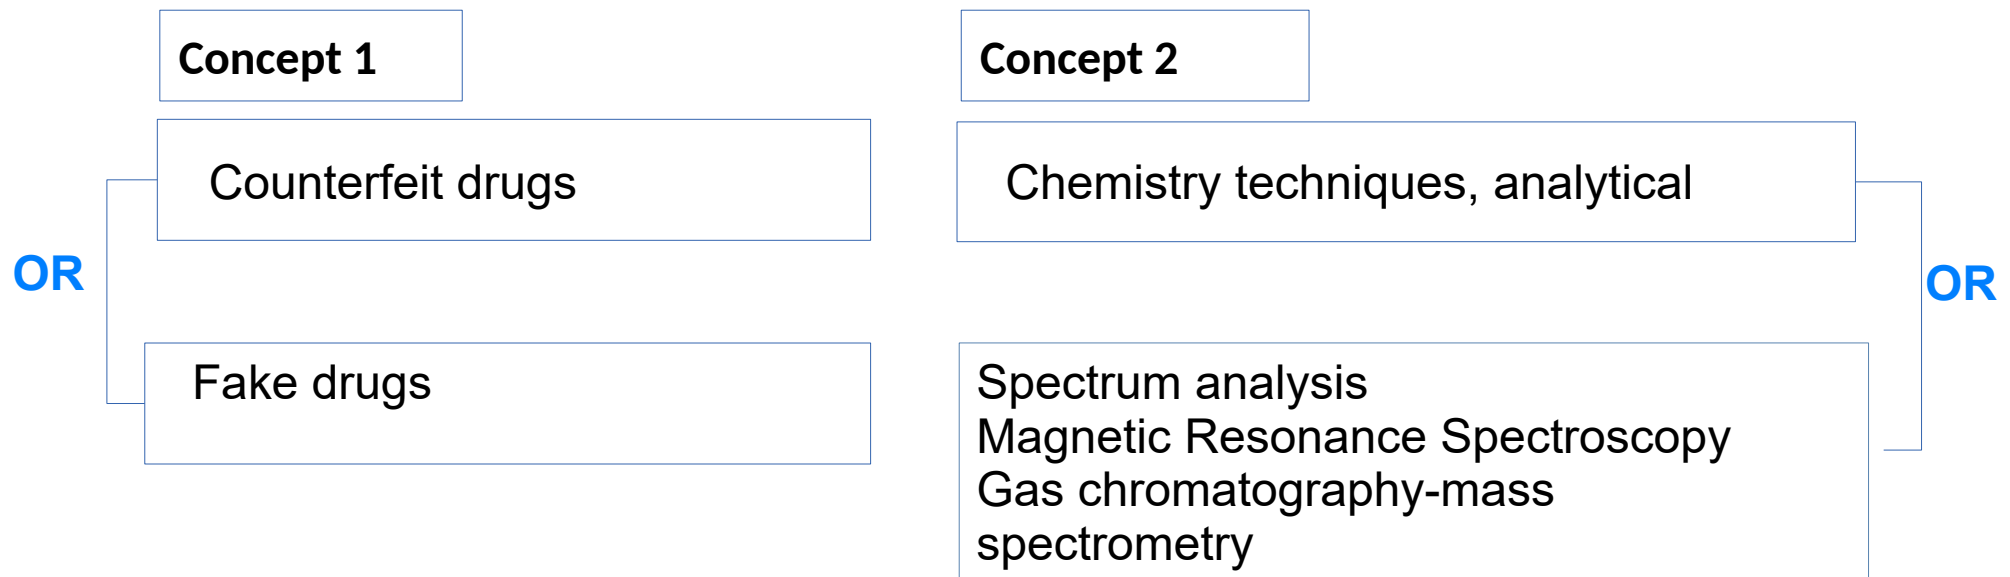 Concept 1
Concept 2
Counterfeit drugs
Chemistry techniques, analytical
OR
OR
Fake drugs
Spectrum analysis
Magnetic Resonance Spectroscopy
Gas chromatography-mass
spectrometry